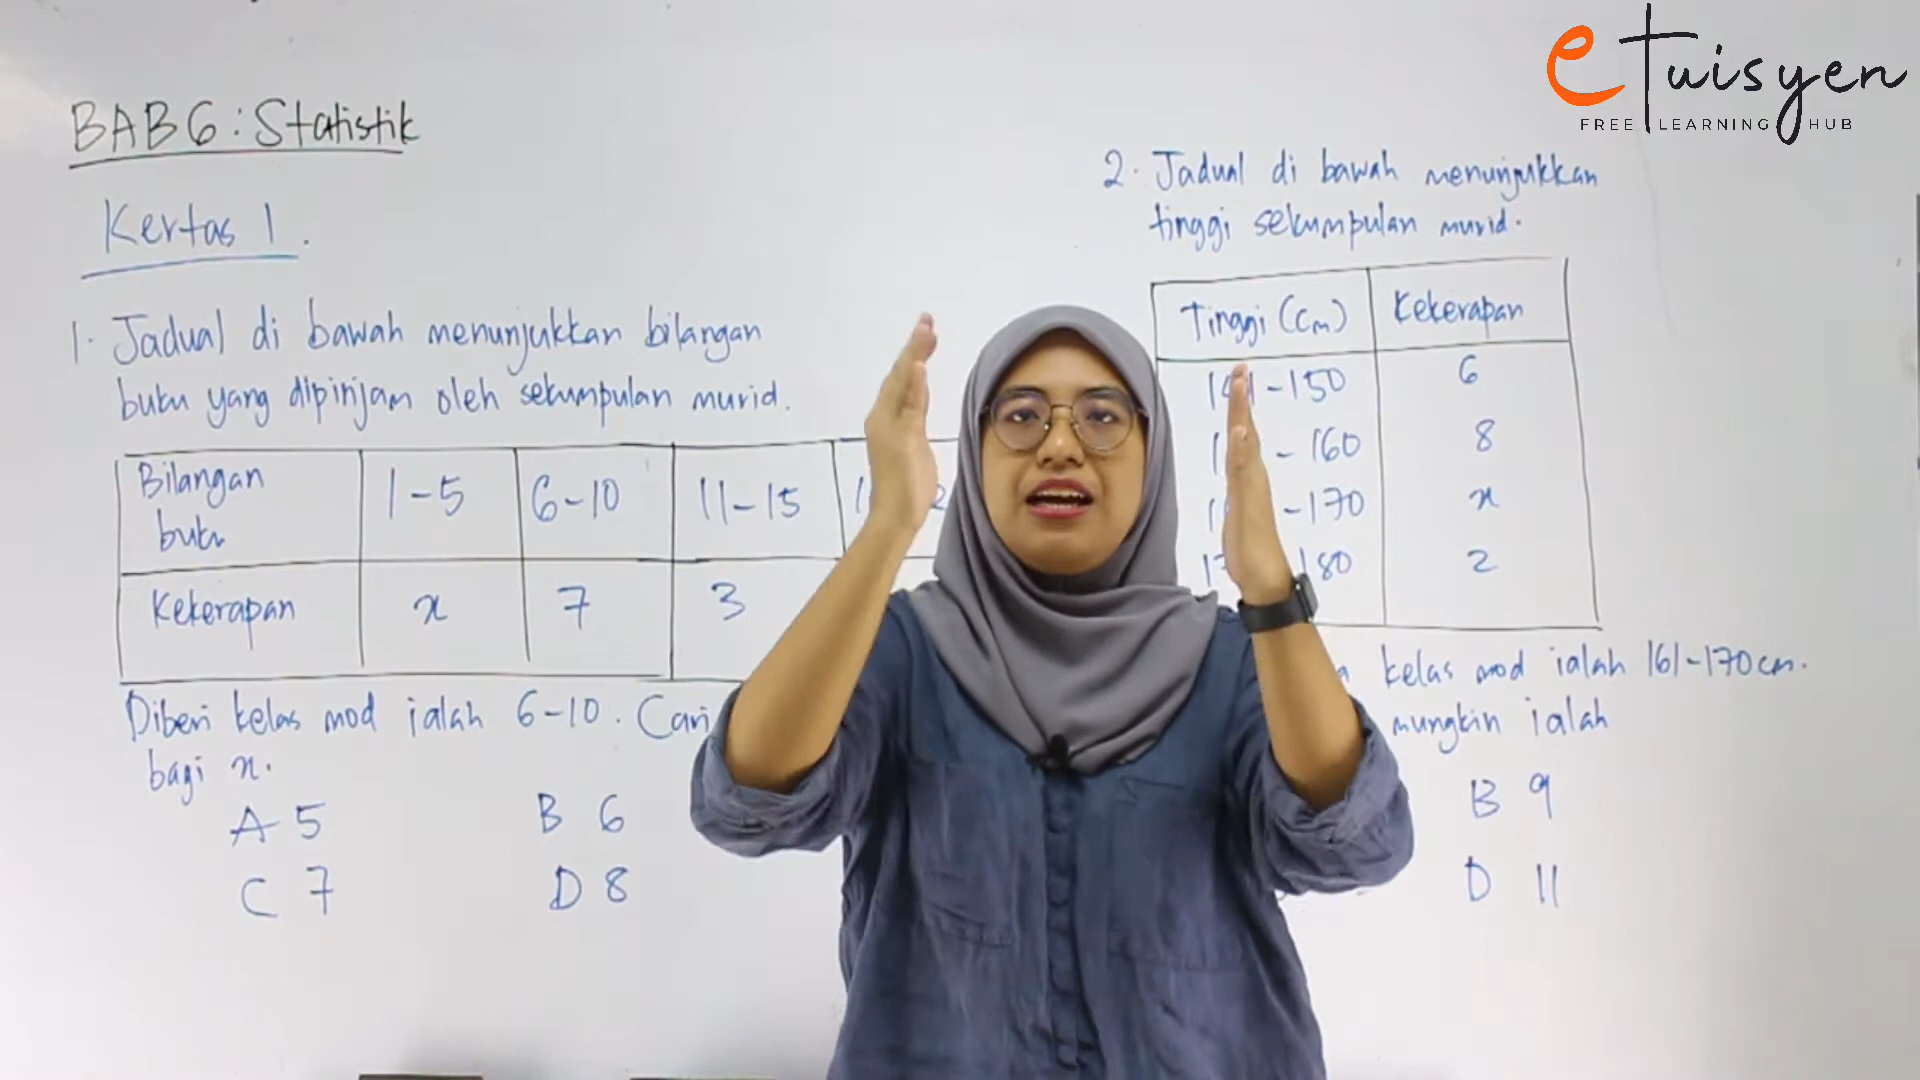 eTuisyen
FREE LEARNING HUB
BAB 6 : Statistik
Kertas 1.
1. Jadual di bawah menunjukkan bilangan
buku yang dipinjam oleh sekumpulan murid.
Bilangan buku 1-5 6-10 11-15
Kekerapan x 7 3
Diberi kelas mod ialah 6-10. Cari
bagi x.
A 5 B 6
C 7 D 8
2. Jadual di bawah menunjukkan
tinggi sekumpulan murid.
Tinggi (cm) Kekerapan
-150 6
-160 8
-170 x
180 2
kelas mod ialah 161-170 cm.
mungkin ialah
B 9
D 11